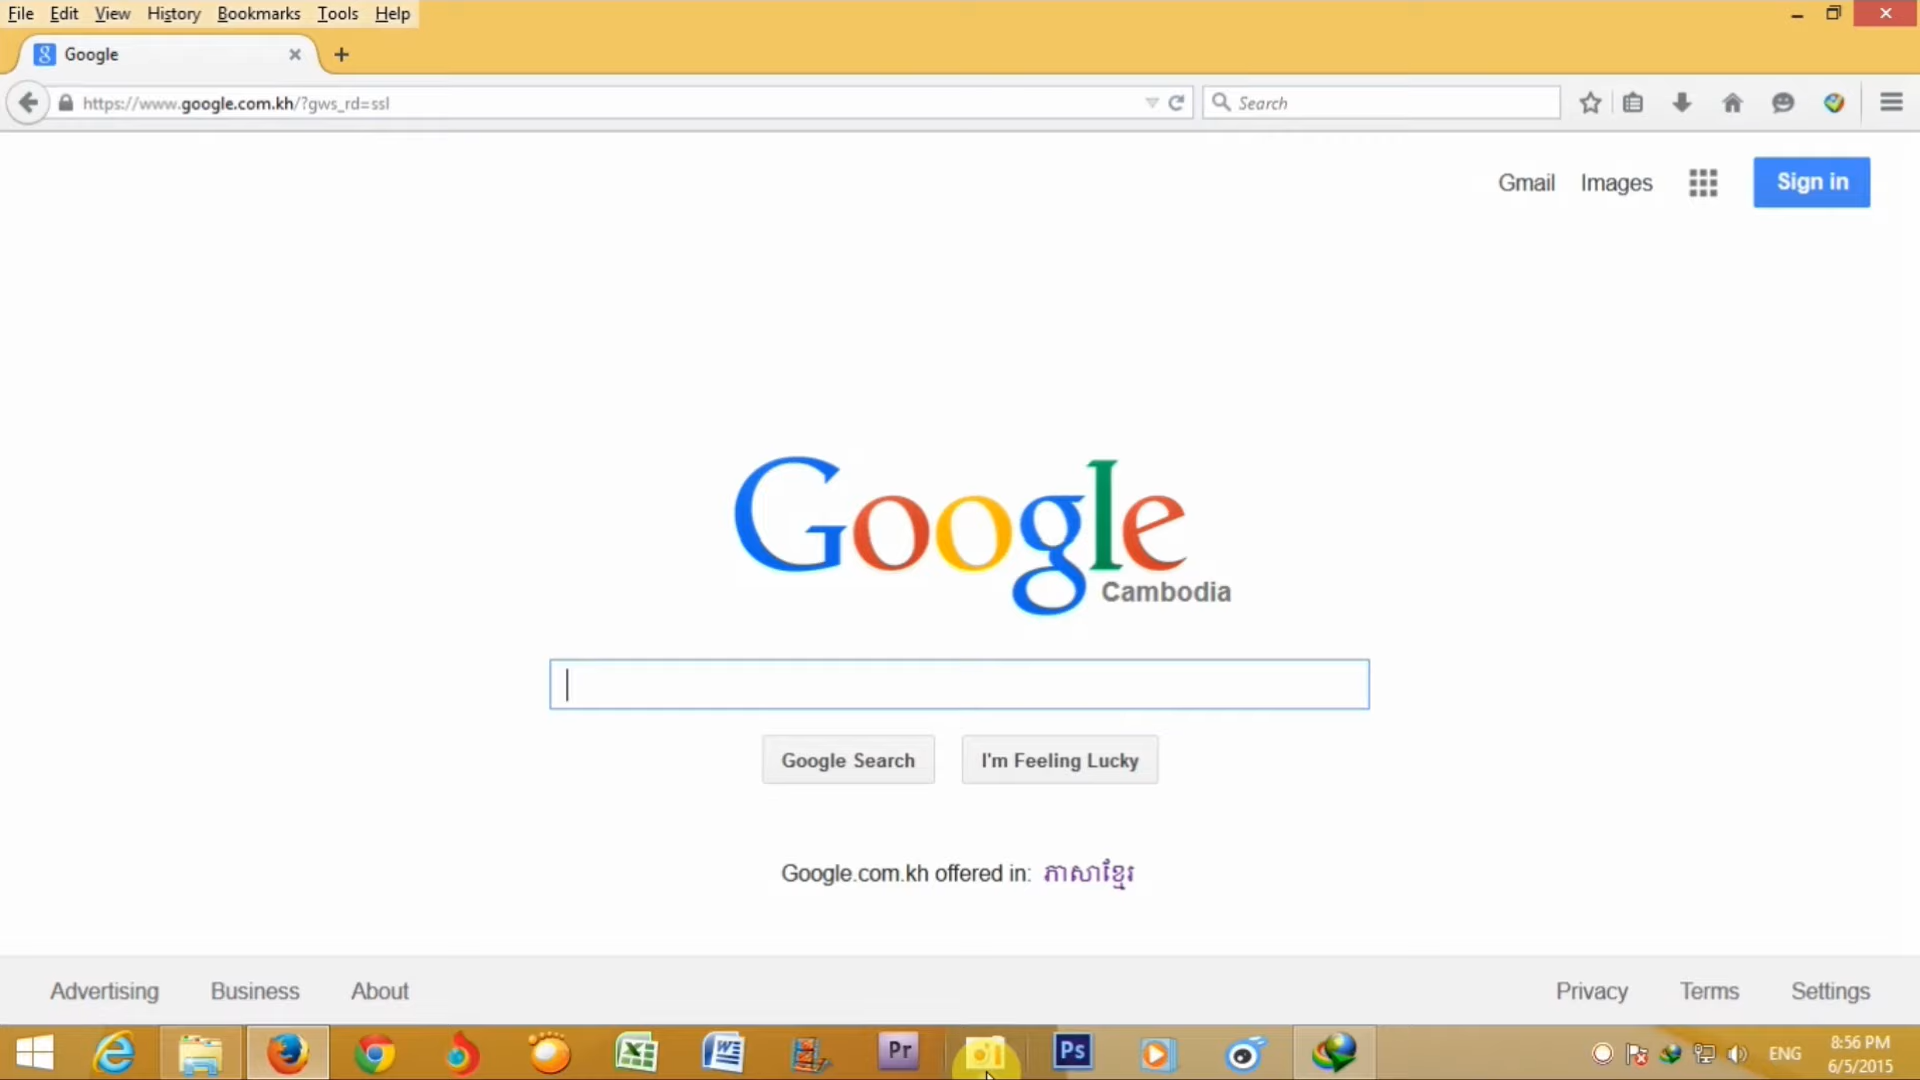 File Edit View History Bookmarks Tools Help
Google
https://www.google.com.kh/?gws_rd=ssl
Search
Gmail Images Sign in
Google
Cambodia
Google Search I'm Feeling Lucky
Google.com.kh offered in: ភាសាខ្មែរ
Advertising Business About Privacy Terms Settings
Pr Ps ENG 8:56 PM
6/5/2015